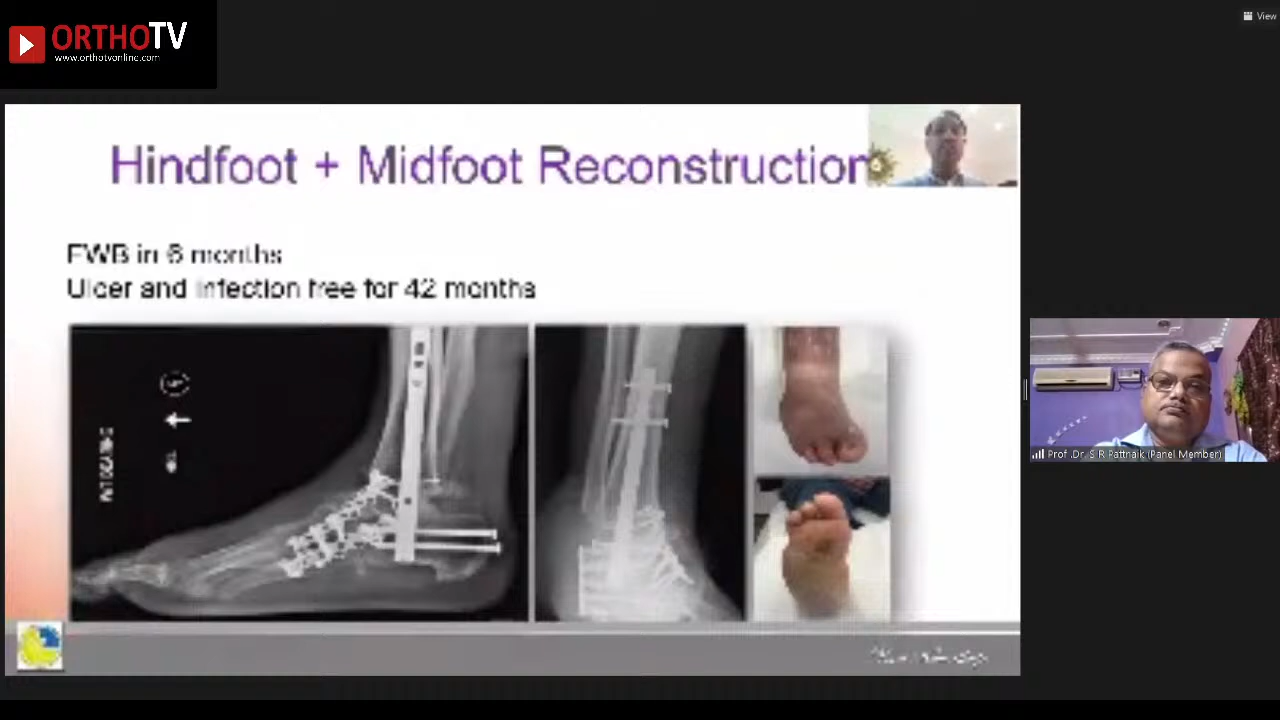 ORTHOTV
www.orthotvonline.com
View
Hindfoot + Midfoot Reconstruction
FWB in 6 months
Ulcer and infection free for 42 months
Prof .Dr. S R Pattnaik (Panel Member)